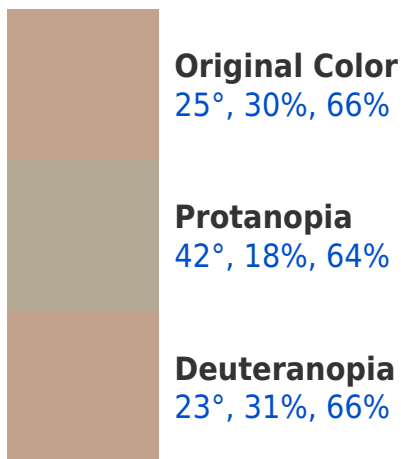 Original Color
25°, 30%, 66%
Protanopia
42°, 18%, 64%
Deuteranopia
23°, 31%, 66%